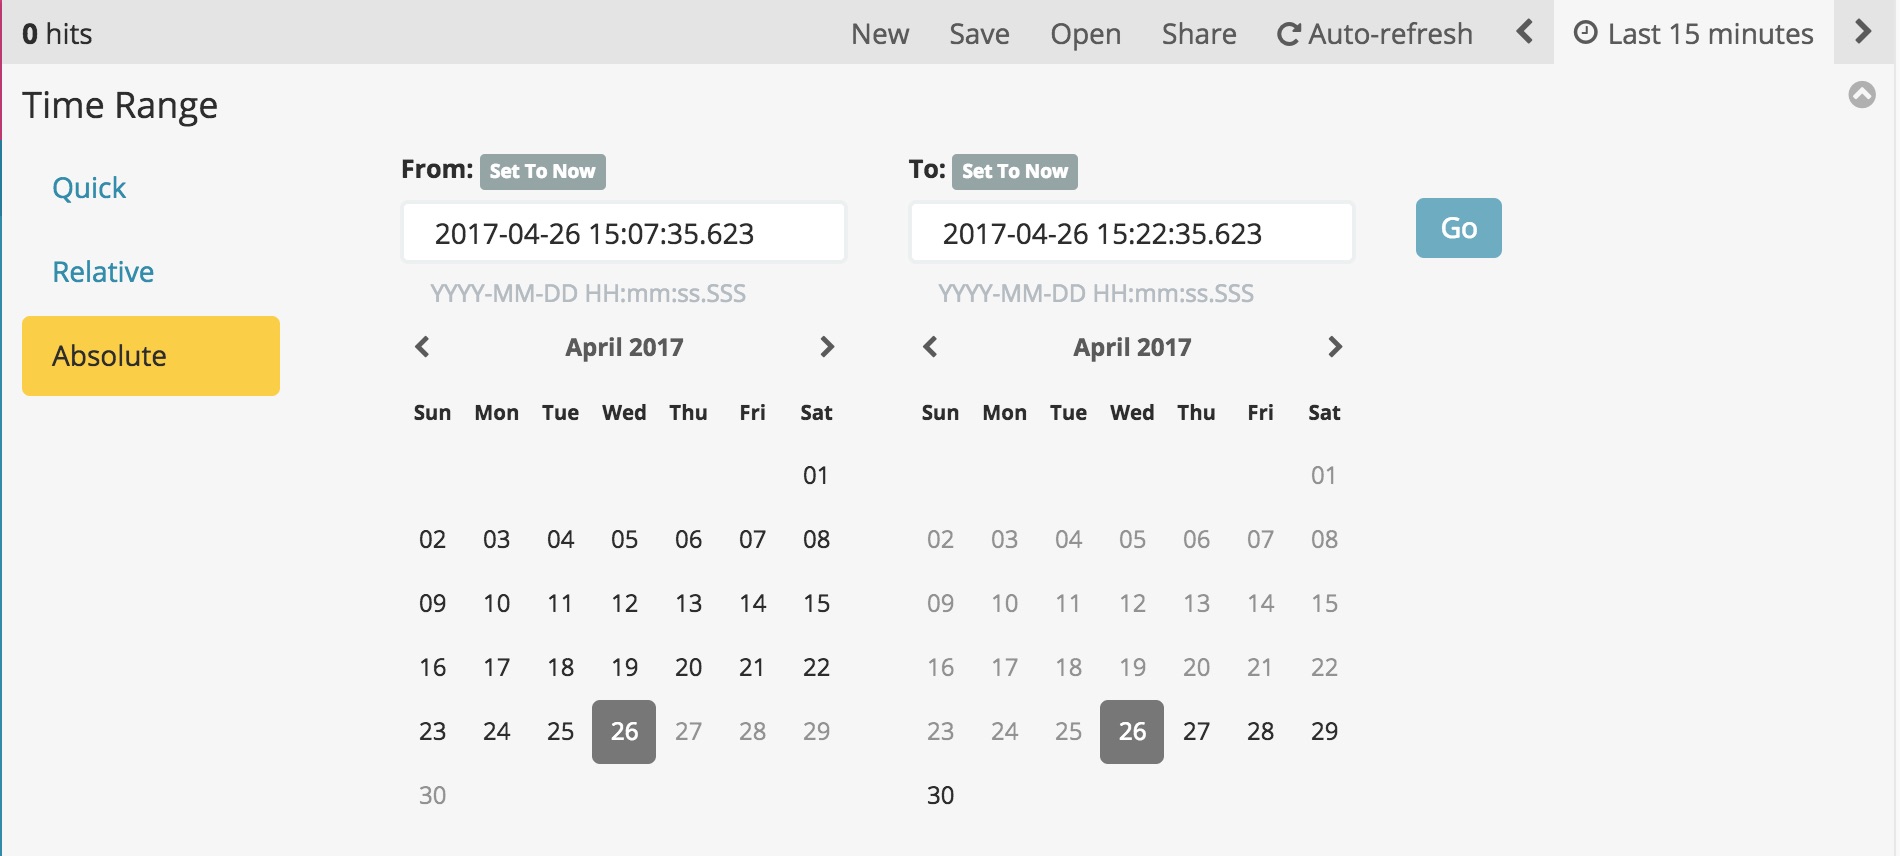 0 hits New Save Open Share Auto-refresh Last 15 minutes
Time Range
Quick
Relative
Absolute
From: Set To Now
2017-04-26 15:07:35.623
YYYY-MM-DD HH:mm:ss.SSS
April 2017
Sun Mon Tue Wed Thu Fri Sat
01
02 03 04 05 06 07 08
09 10 11 12 13 14 15
16 17 18 19 20 21 22
23 24 25 26 27 28 29
30
To: Set To Now
2017-04-26 15:22:35.623
YYYY-MM-DD HH:mm:ss.SSS
April 2017
Sun Mon Tue Wed Thu Fri Sat
01
02 03 04 05 06 07 08
09 10 11 12 13 14 15
16 17 18 19 20 21 22
23 24 25 26 27 28 29
30
Go